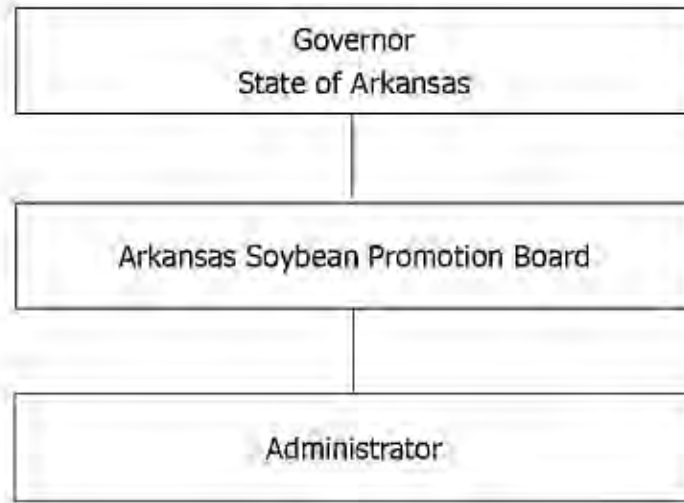 Governor
State of Arkansas
Arkansas Soybean Promotion Board
Administrator